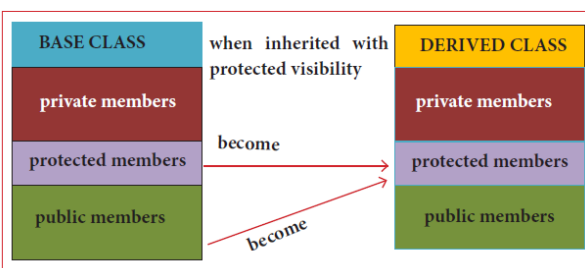 BASE CLASS
when inherited with
protected visibility
DERIVED CLASS
private members
private members
become
protected members
protected members
public members
become
public members